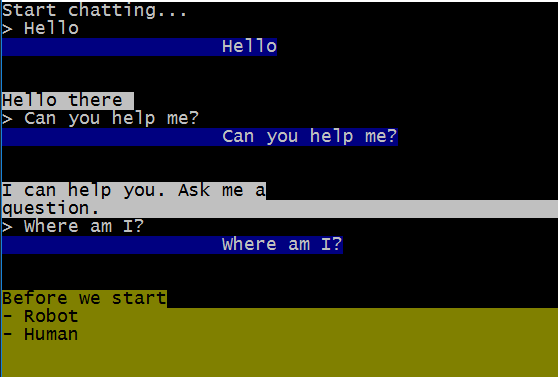 Start chatting...
> Hello
Hello
Hello there
> Can you help me?
Can you help me?
I can help you. Ask me a
question.
> Where am I?
Where am I?
Before we start
- Robot
- Human